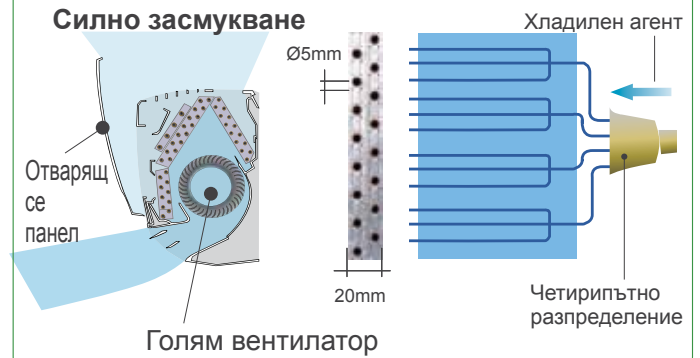 Силно засмукване
Хладилен агент
Ø5mm
Отварящ
се
панел
20mm
Четирипътно
разпределение
Голям вентилатор